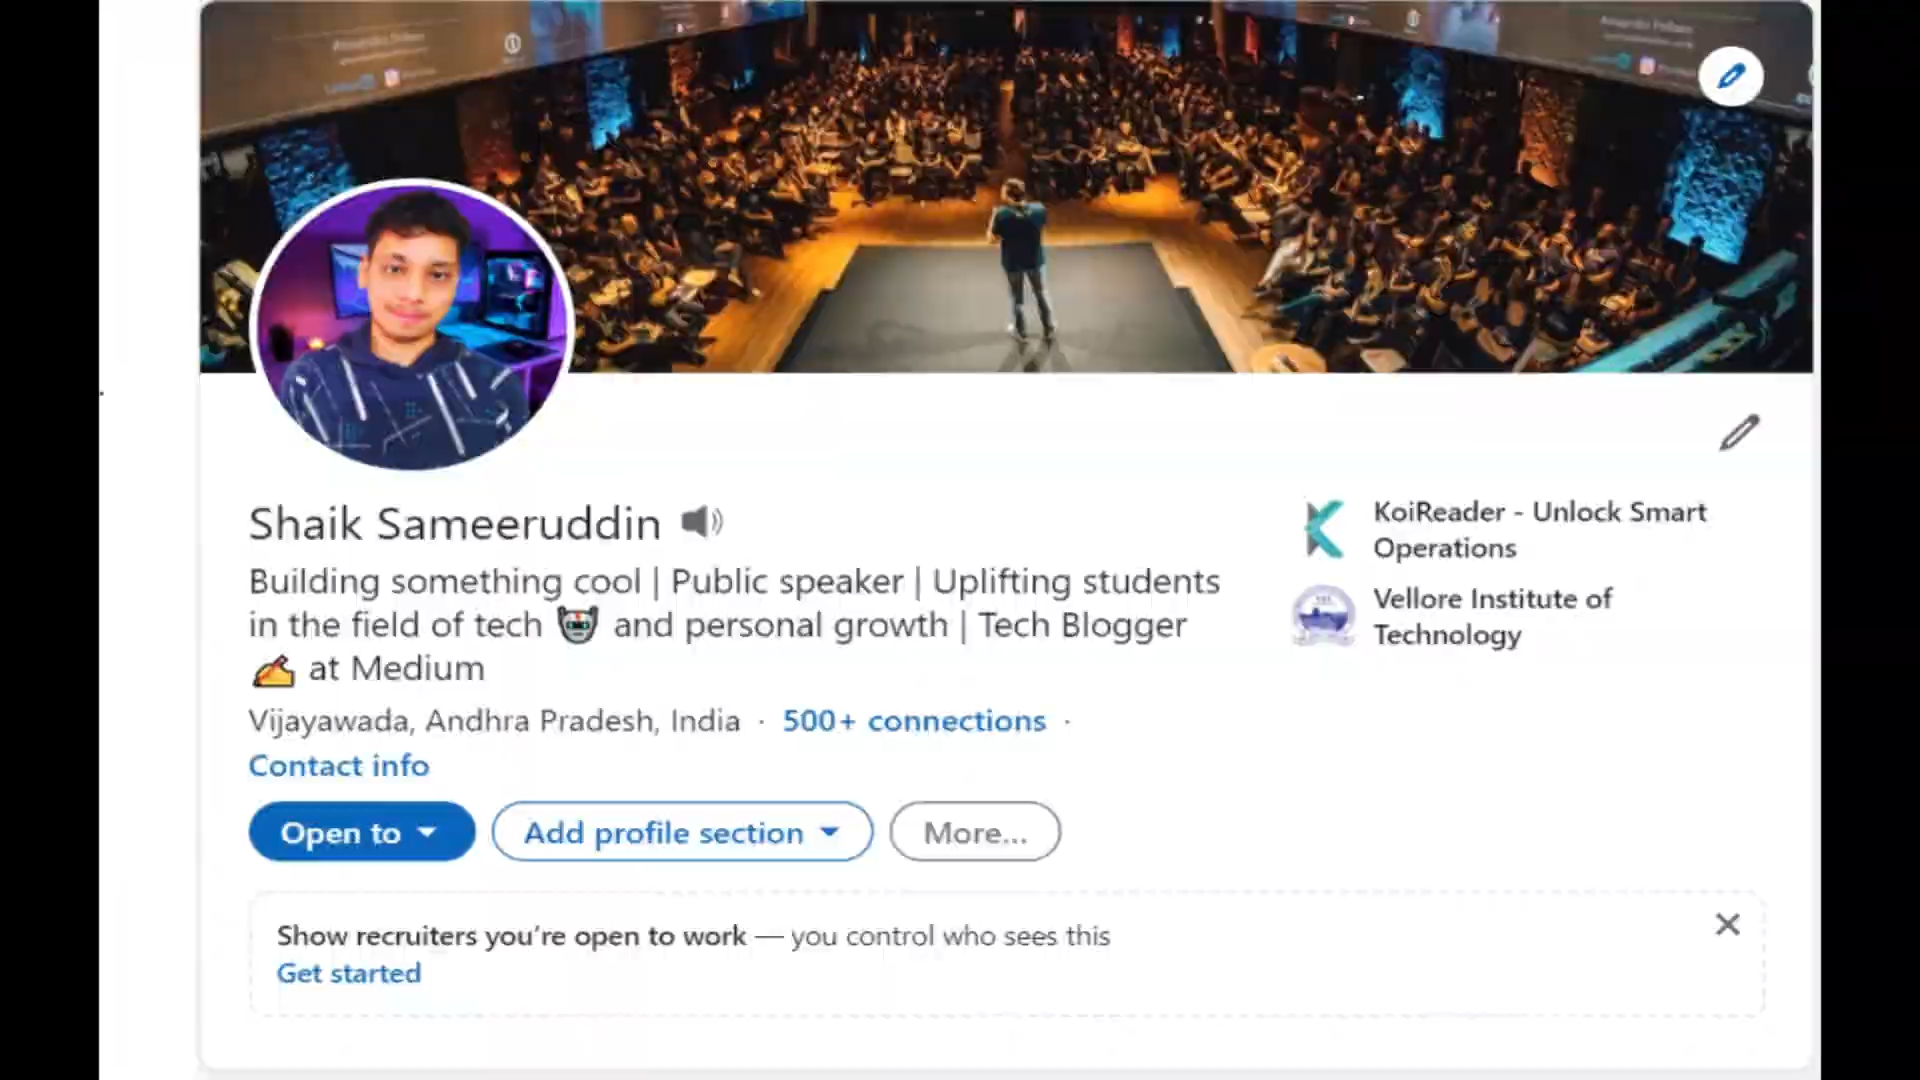 Shaik Sameeruddin
Building something cool | Public speaker | Uplifting students
in the field of tech 🤖 and personal growth | Tech Blogger
✍ at Medium
Vijayawada, Andhra Pradesh, India · 500+ connections ·
Contact info
KoiReader - Unlock Smart
Operations
Vellore Institute of
Technology
Open to
Add profile section
More...
Show recruiters you’re open to work — you control who sees this
Get started